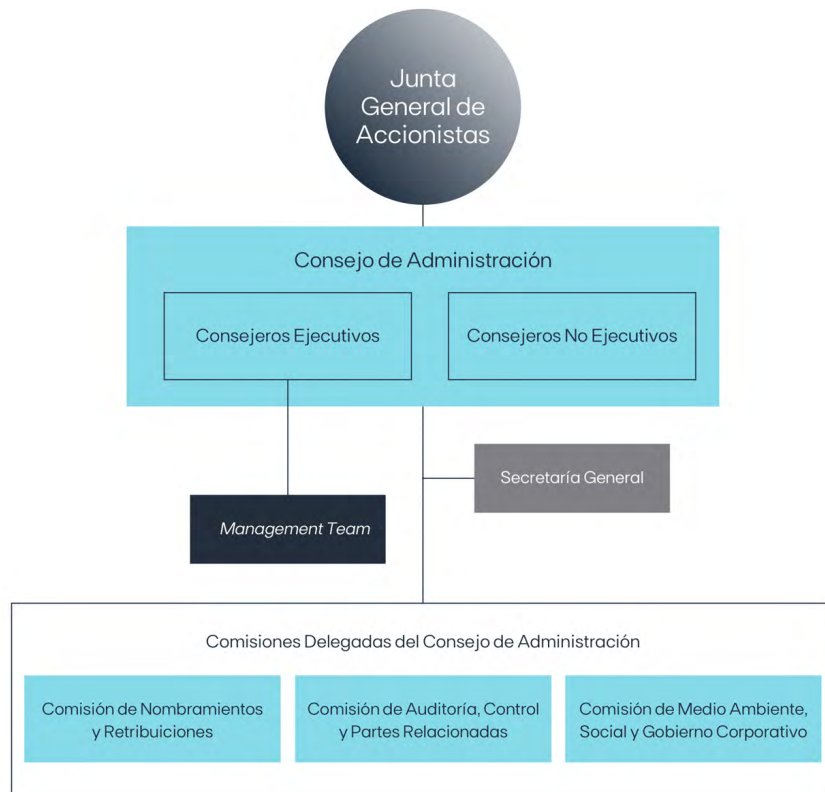 Junta
General de
Accionistas
Consejo de Administración
Consejeros Ejecutivos
Consejeros No Ejecutivos
Secretaría General
Management Team
Comisiones Delegadas del Consejo de Administración
Comisión de Nombramientos
y Retribuciones
Comisión de Auditoría, Control
y Partes Relacionadas
Comisión de Medio Ambiente,
Social y Gobierno Corporativo